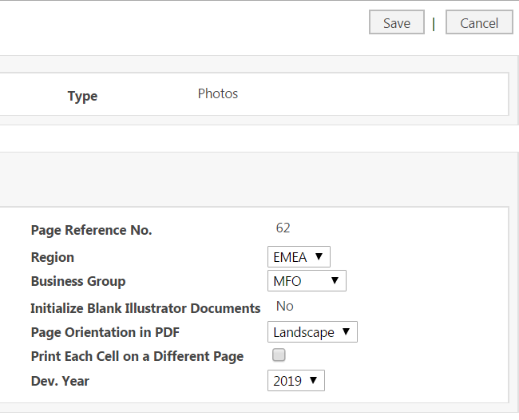 Save | Cancel
Type Photos
Page Reference No. 62
Region EMEA
Business Group MFO
Initialize Blank Illustrator Documents No
Page Orientation in PDF Landscape
Print Each Cell on a Different Page
Dev. Year 2019